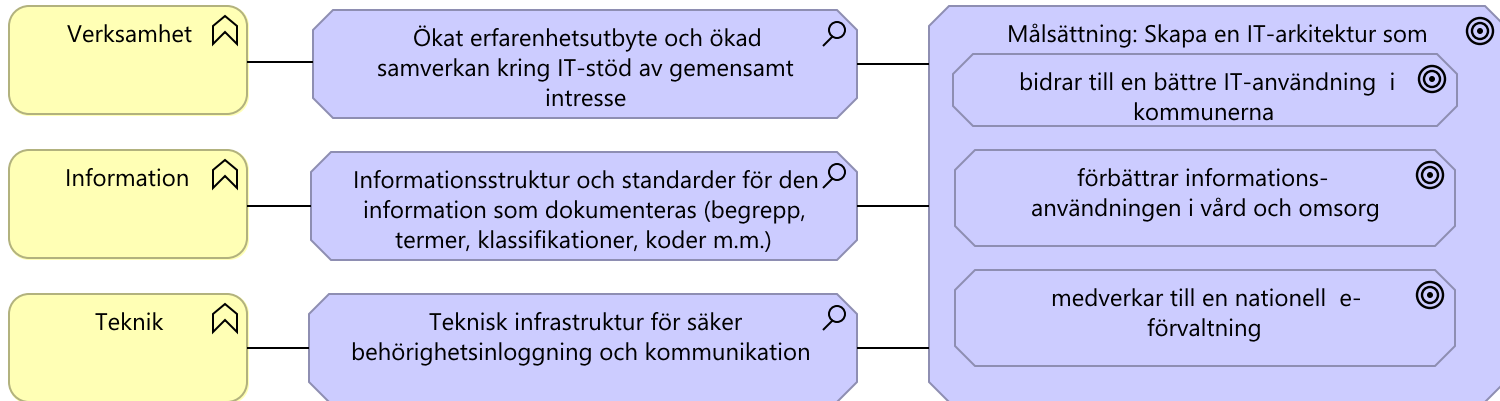 Verksamhet
Ökat erfarenhetsutbyte och ökad
samverkan kring IT-stöd av gemensamt
intresse
Målsättning: Skapa en IT-arkitektur som
bidrar till en bättre IT-användning  i
kommunerna
Information
Informationsstruktur och standarder för den
information som dokumenteras (begrepp,
termer, klassifikationer, koder m.m.)
förbättrar informations-
användningen i vård och omsorg
Teknik
Teknisk infrastruktur för säker
behörighetsinloggning och kommunikation
medverkar till en nationell  e-
förvaltning